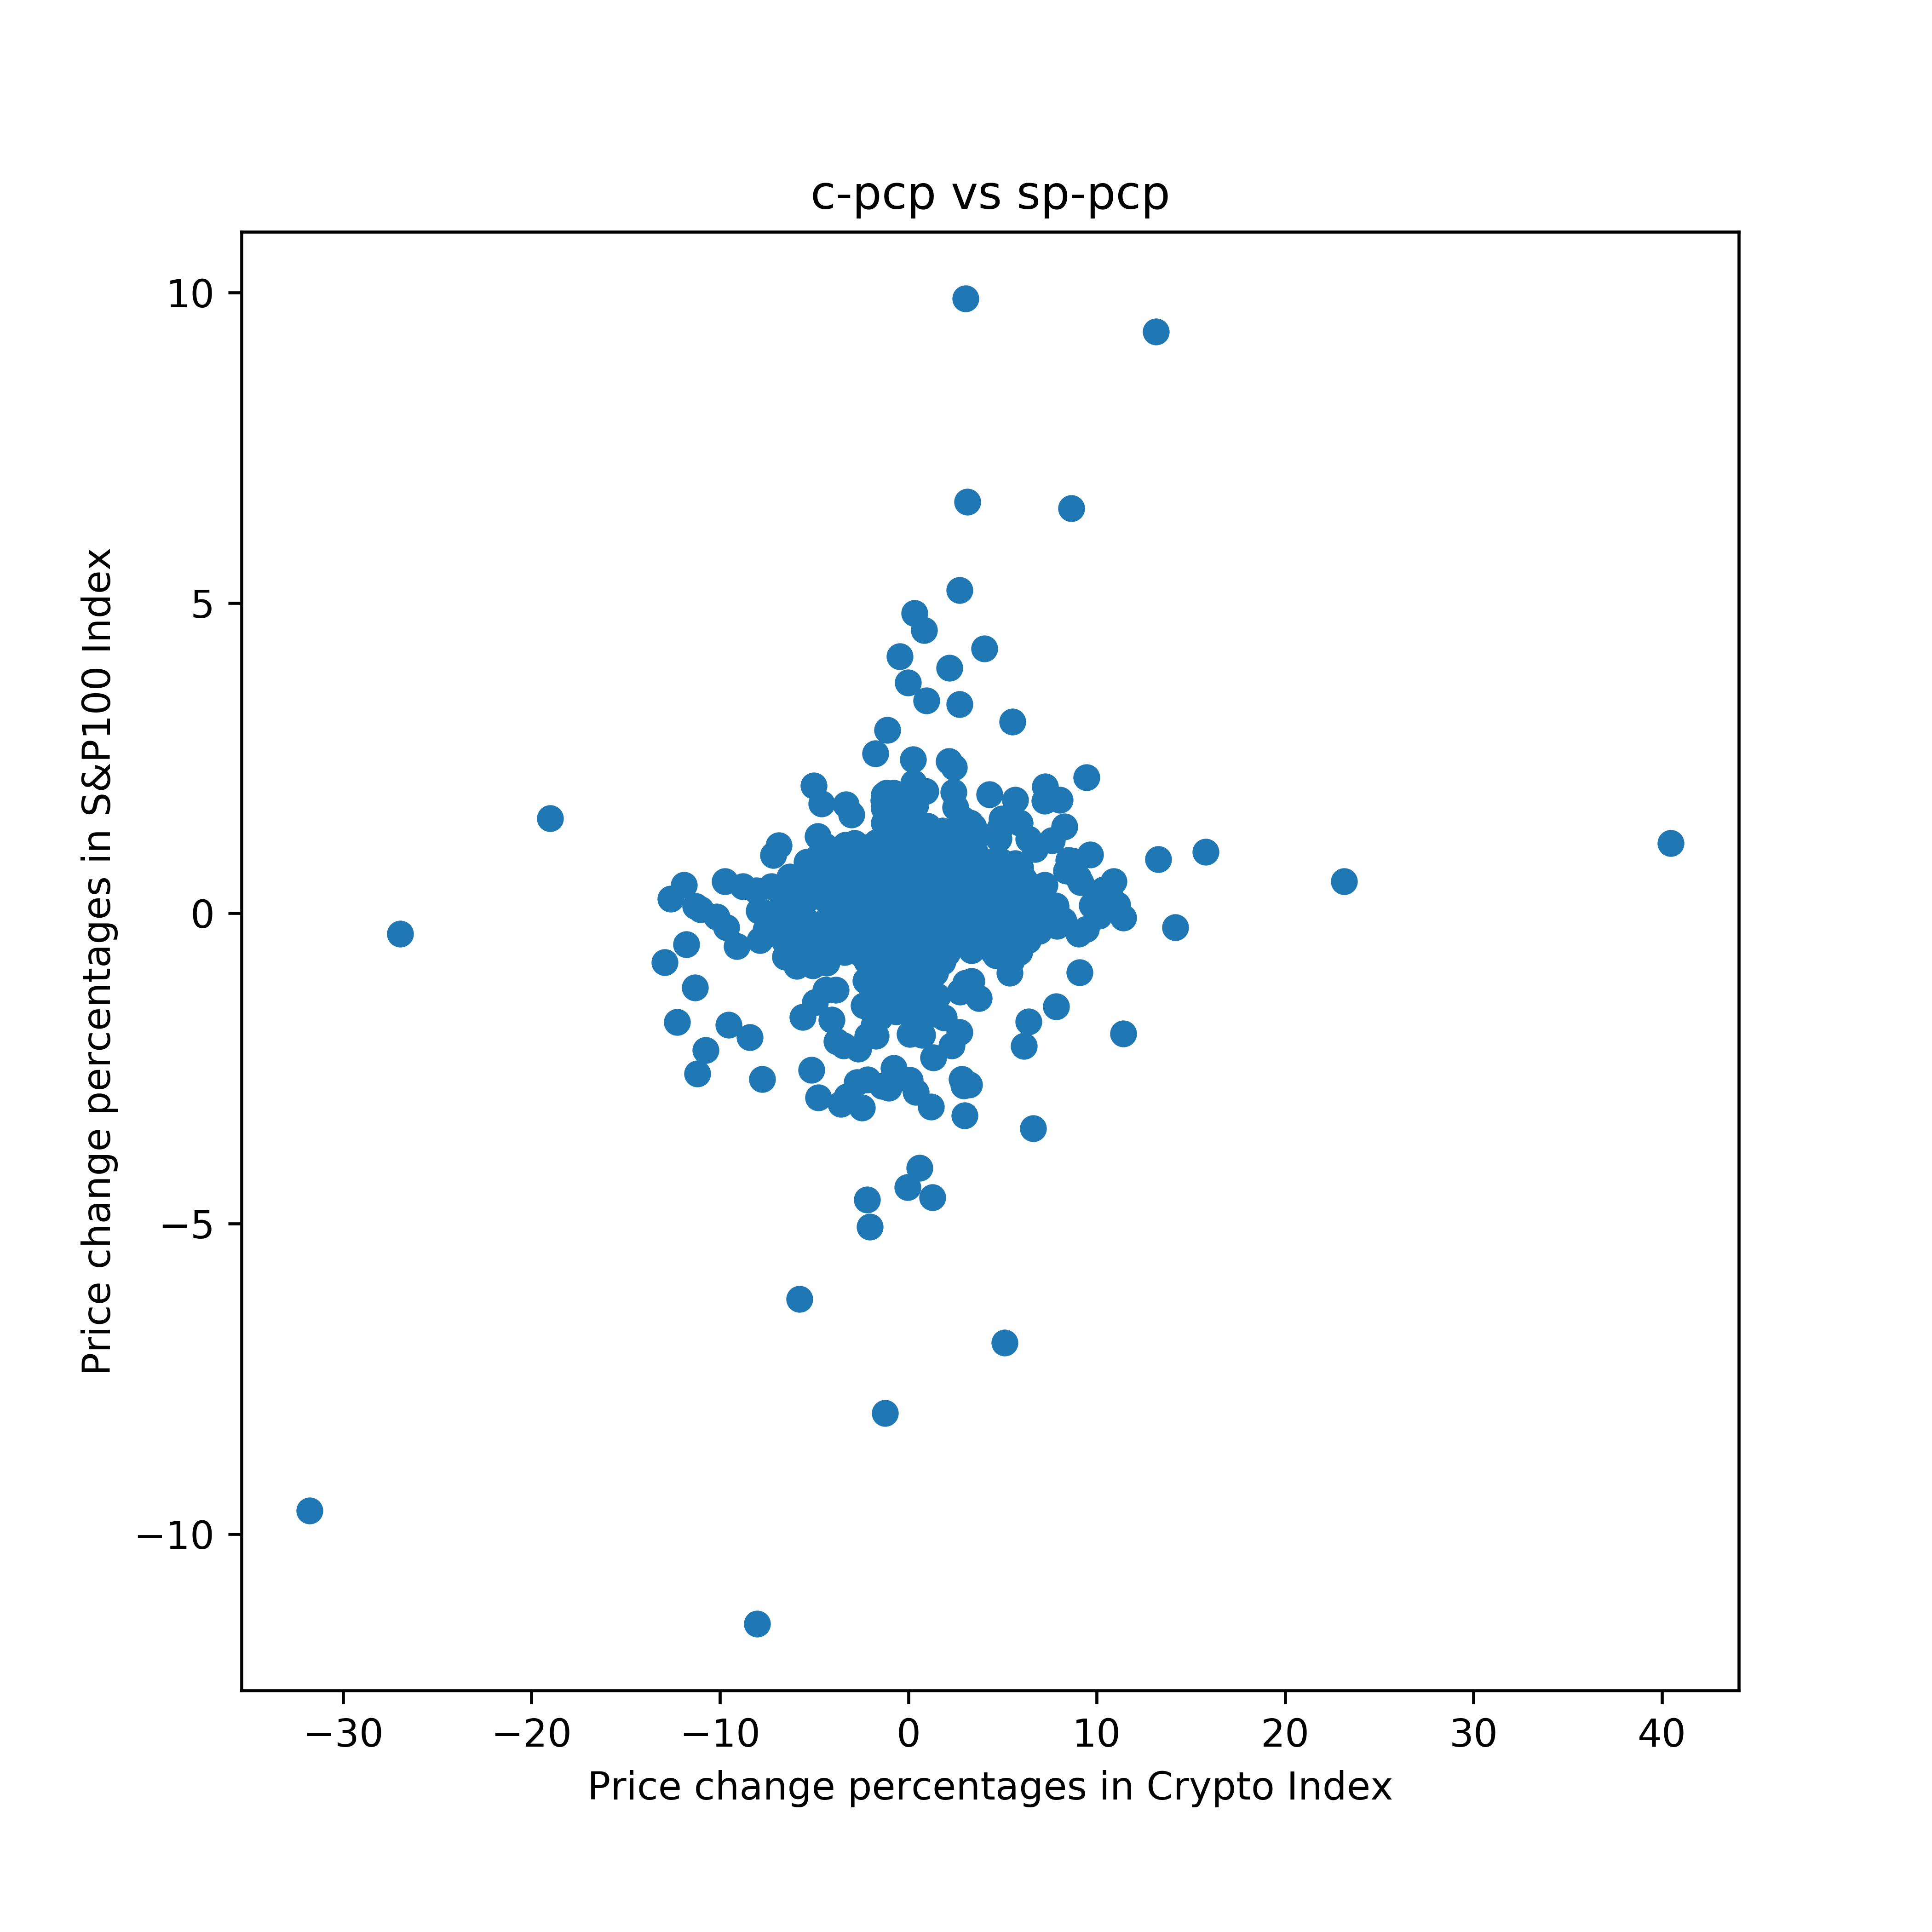 c-pcp vs sp-pcp
10
5
0
−5
−10
Price change percentages in S&P100 Index
−30 −20 −10 0 10 20 30 40
Price change percentages in Crypto Index